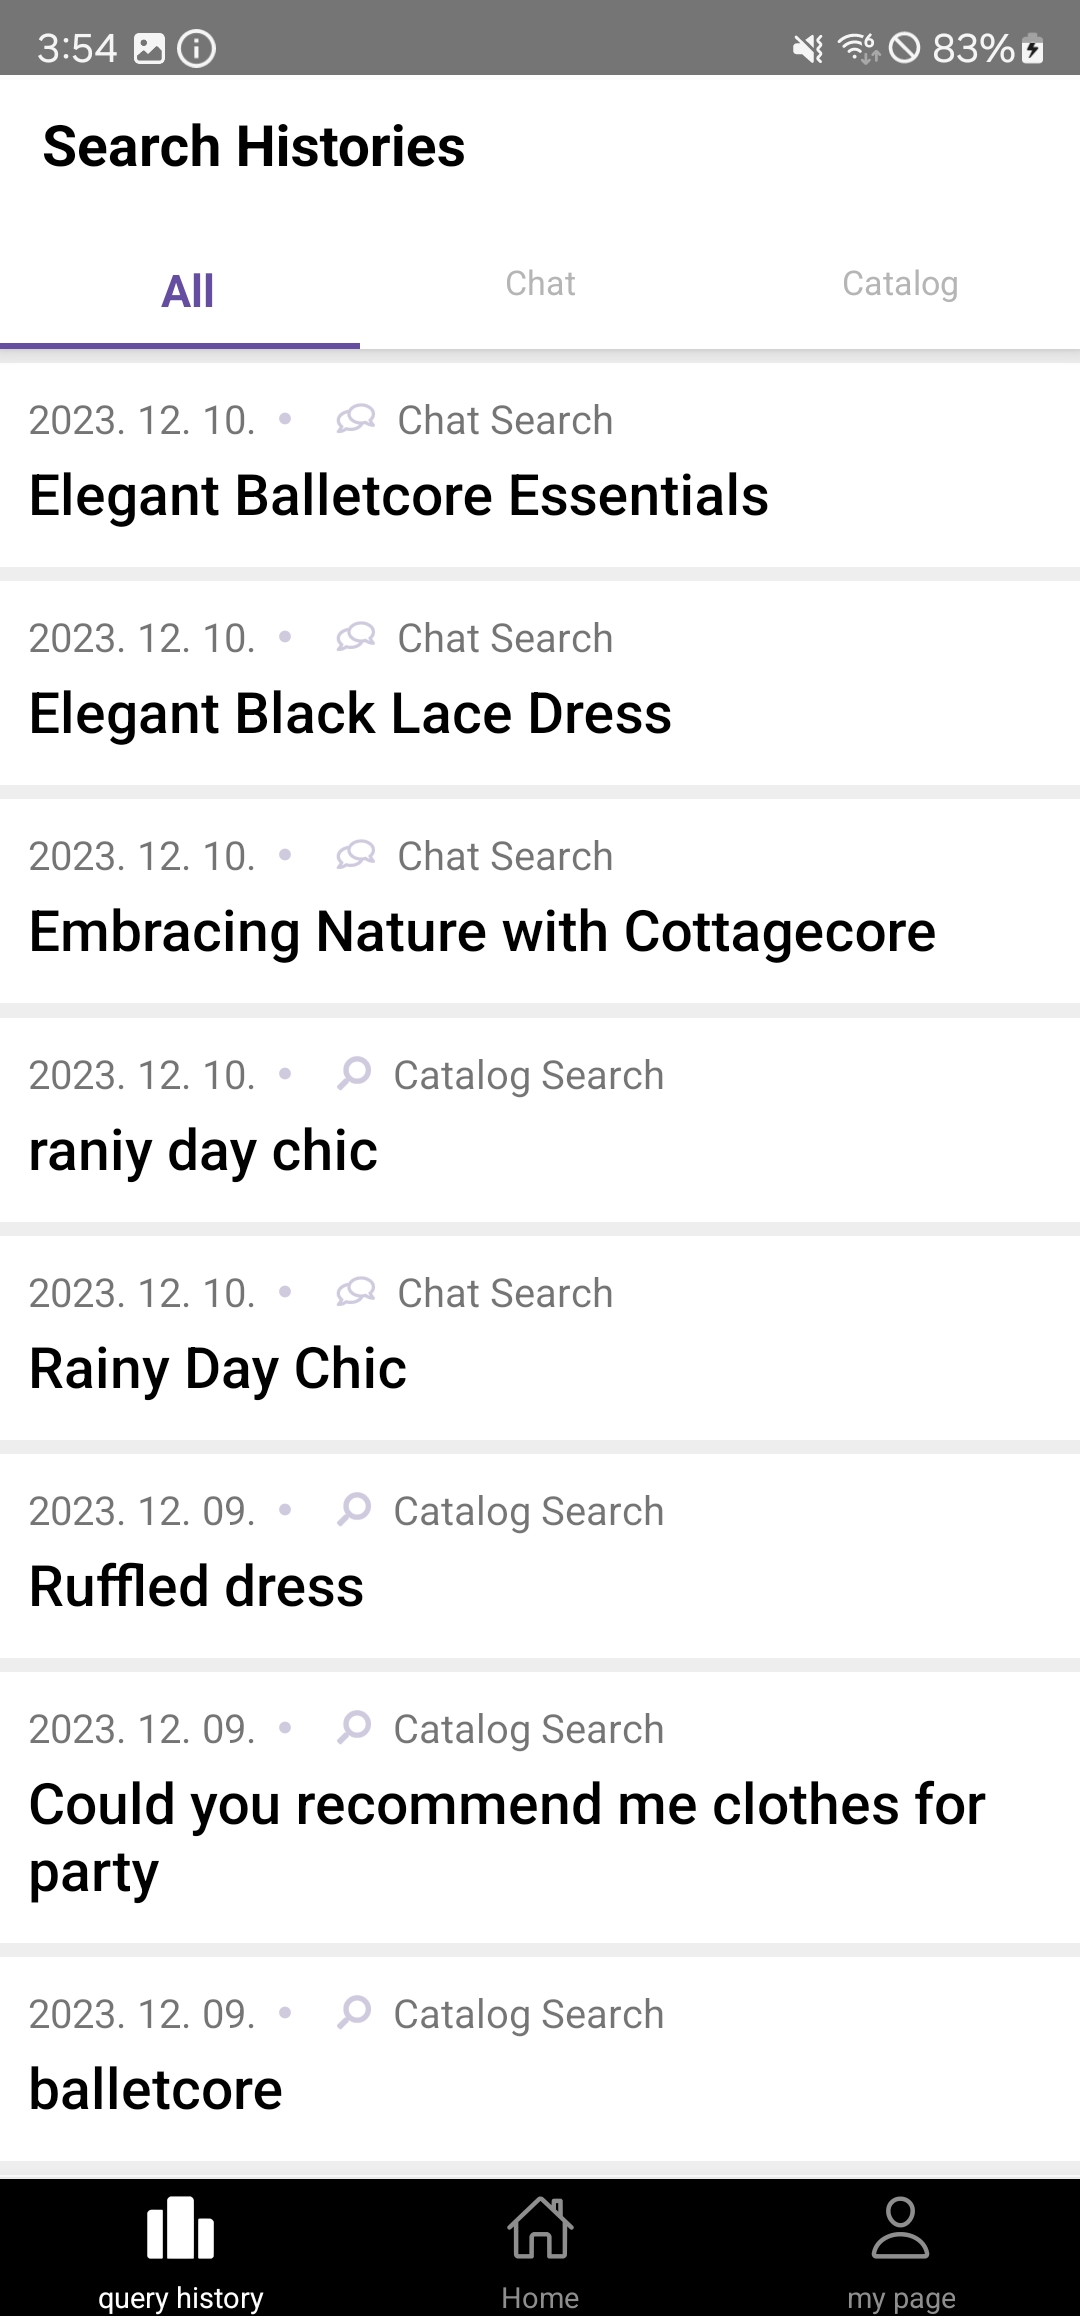 3:54 83%
Search Histories
All Chat Catalog
2023. 12. 10. • Chat Search
Elegant Balletcore Essentials
2023. 12. 10. • Chat Search
Elegant Black Lace Dress
2023. 12. 10. • Chat Search
Embracing Nature with Cottagecore
2023. 12. 10. • Catalog Search
raniy day chic
2023. 12. 10. • Chat Search
Rainy Day Chic
2023. 12. 09. • Catalog Search
Ruffled dress
2023. 12. 09. • Catalog Search
Could you recommend me clothes for
party
2023. 12. 09. • Catalog Search
balletcore
query history Home my page